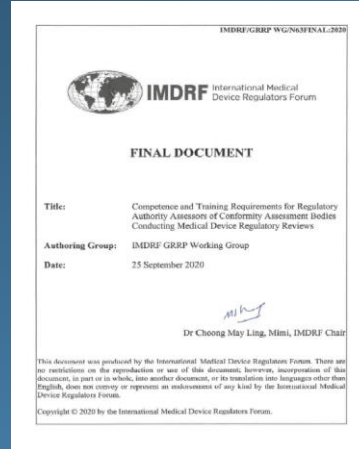 IMDRF/GRRP WG/N63FINAL:2020
IMDRF International Medical
Device Regulators Forum
FINAL DOCUMENT
Title: Competence and Training Requirements for Regulatory
Authority Assessors of Conformity Assessment Bodies
Conducting Medical Device Regulatory Reviews
Authoring Group: IMDRF GRRP Working Group
Date: 25 September 2020
Dr Choong May Ling, Mimi, IMDRF Chair
This document was produced by the International Medical Device Regulators Forum. There are
no restrictions on the reproduction or use of this document; however, incorporation of this
document, in part or in whole, into another document, or its translation into languages other than
English, does not convey or represent an endorsement of any kind by the International Medical
Device Regulators Forum.
Copyright © 2020 by the International Medical Device Regulators Forum.